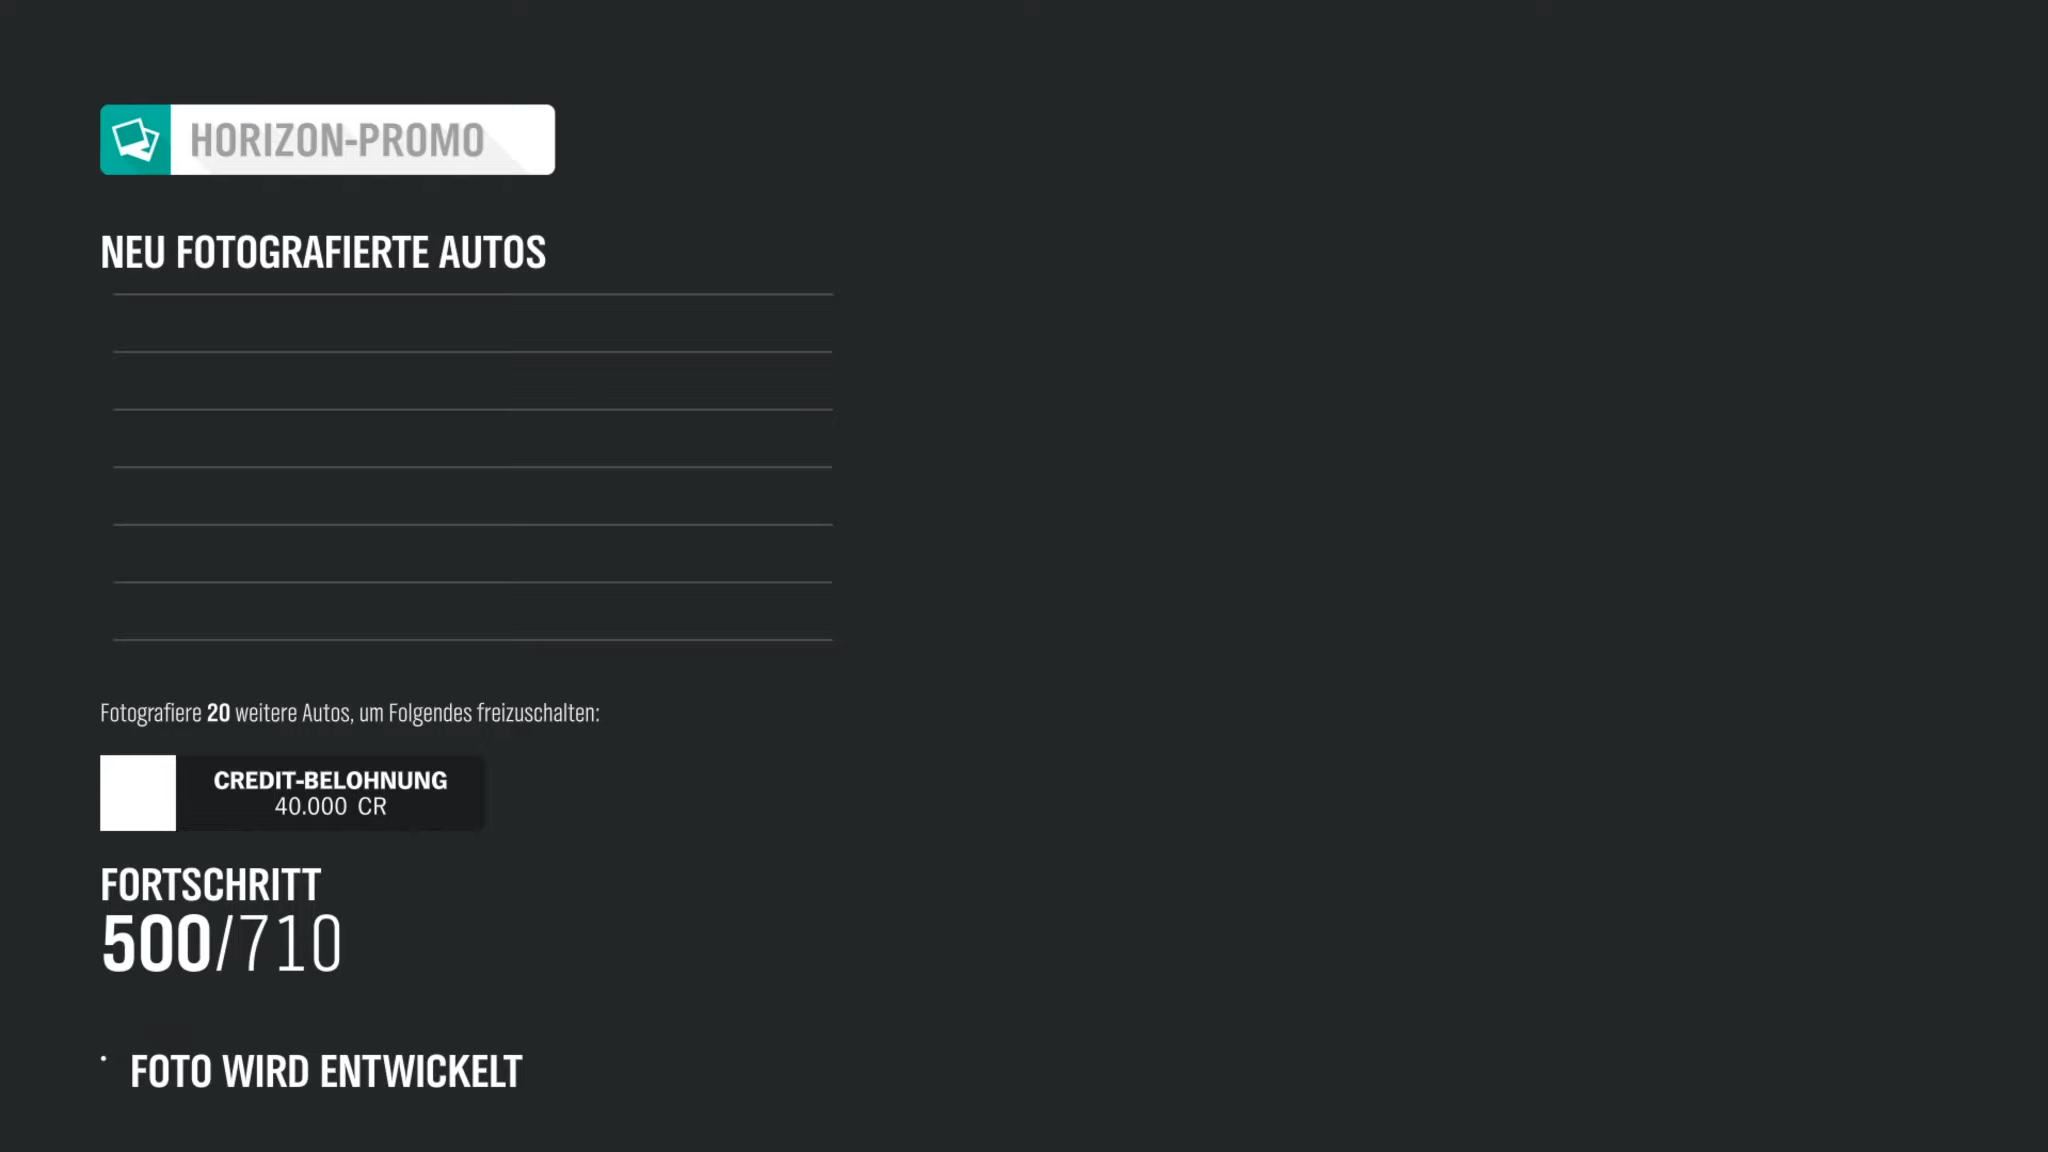 HORIZON-PROMO
NEU FOTOGRAFIERTE AUTOS
Fotografiere 20 weitere Autos, um Folgendes freizuschalten:
CREDIT-BELOHNUNG
40.000 CR
FORTSCHRITT
500/710
FOTO WIRD ENTWICKELT